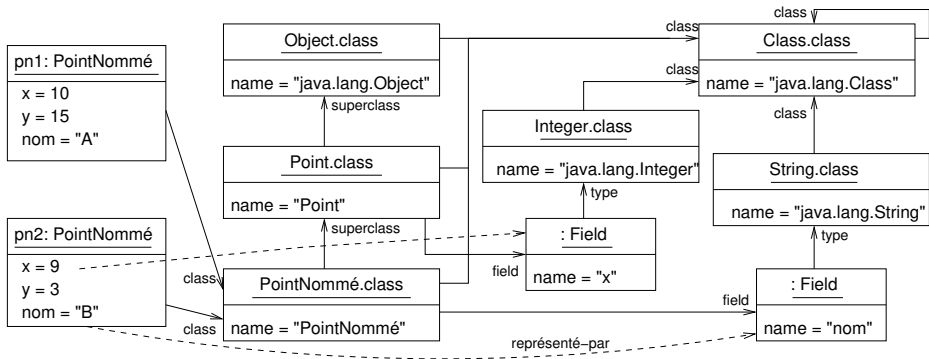 class
class
Object.class
class
Class.class
pn1: PointNommé
name = "java.lang.Object"
class
name = "java.lang.Class"
x = 10
y = 15
nom = "A"
superclass
class
Integer.class
Point.class
name = "java.lang.Integer"
String.class
name = "Point"
type
name = "java.lang.String"
pn2: PointNommé
superclass
: Field
type
x = 9
y = 3
nom = "B"
class
PointNommé.class
field
name = "x"
: Field
class
name = "PointNommé"
field
name = "nom"
représenté-par